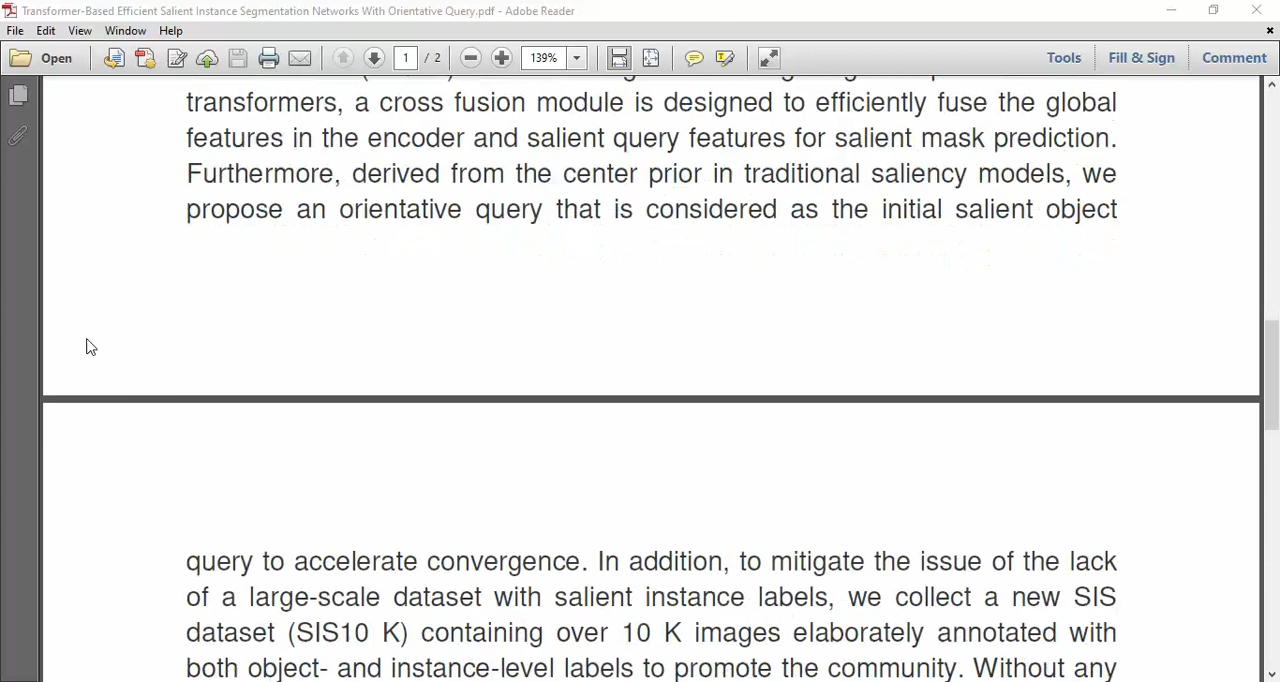 Transformer-Based Efficient Salient Instance Segmentation Networks With Orientative Query.pdf - Adobe Reader
File Edit View Window Help
Open 1 / 2 139% Tools Fill & Sign Comment
transformers, a cross fusion module is designed to efficiently fuse the global
features in the encoder and salient query features for salient mask prediction.
Furthermore, derived from the center prior in traditional saliency models, we
propose an orientative query that is considered as the initial salient object
query to accelerate convergence. In addition, to mitigate the issue of the lack
of a large-scale dataset with salient instance labels, we collect a new SIS
dataset (SIS10 K) containing over 10 K images elaborately annotated with
both object- and instance-level labels to promote the community. Without any